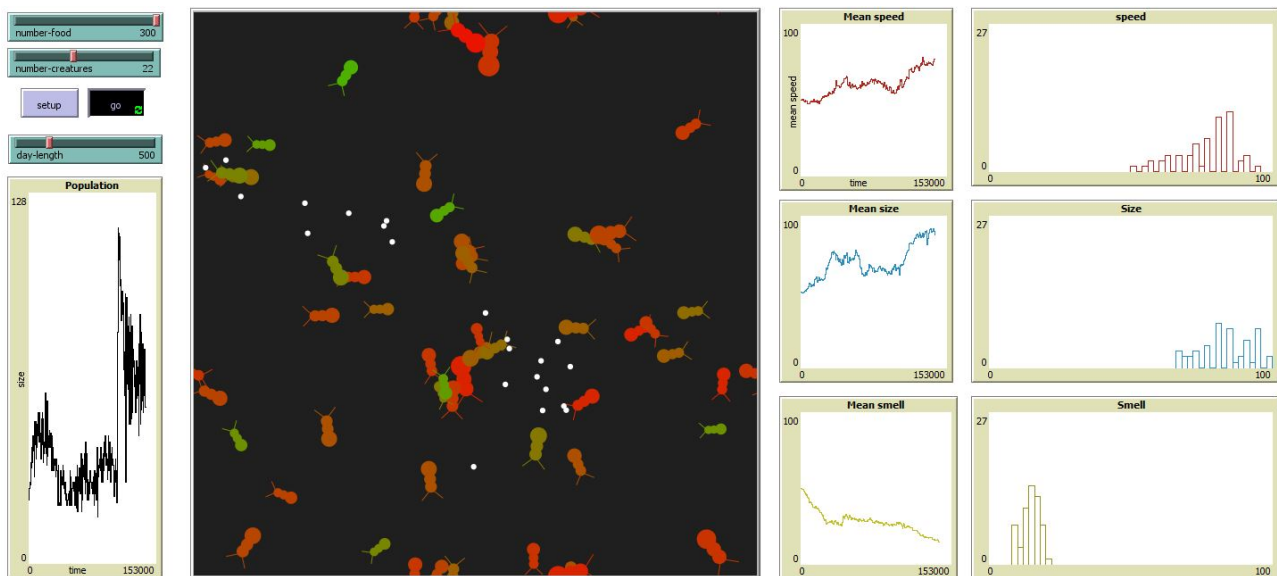 number-food 300
number-creatures 22
setup go
day-length 500
Population
128
size
0
0 time 153000
Mean speed
100
mean speed
0
0 time 153000
speed
27
0
0 100
Mean size
100
0
0 153000
Size
27
0
0 100
Mean smell
100
0
0 153000
Smell
27
0
0 100